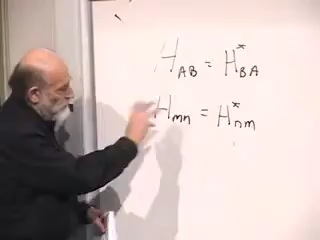 H_AB = H*_BA
H_mn = H*_nm